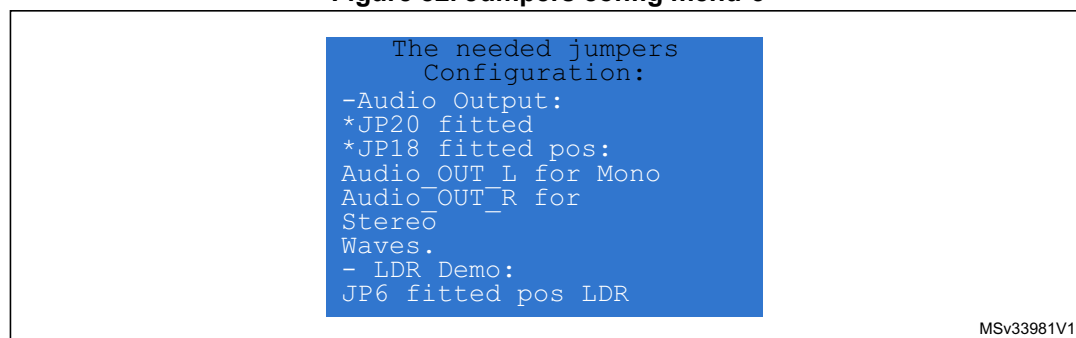 The needed jumpers
Configuration:
-Audio Output:
*JP20 fitted
*JP18 fitted pos:
Audio_OUT_L for Mono
Audio_OUT_R for
Stereo
Waves.
- LDR Demo:
JP6 fitted pos LDR
MSv33981V1